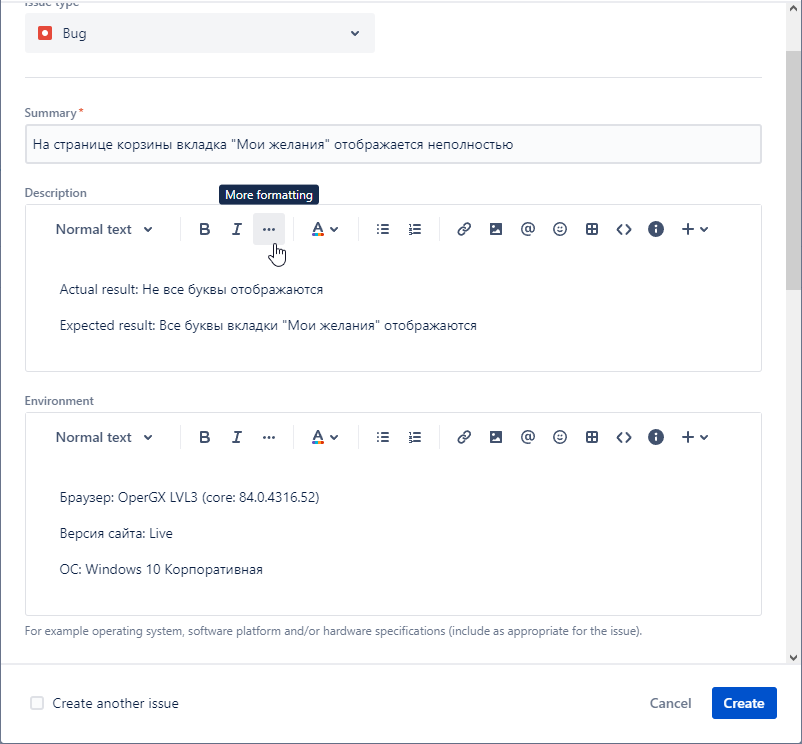 Issue type
Bug
Summary*
На странице корзины вкладка "Мои желания" отображается неполностью
Description
More formatting
Normal text B I ... A
Actual result: Не все буквы отображаются
Expected result: Все буквы вкладки "Мои желания" отображаются
Environment
Normal text B I ... A
Браузер: OperGX LVL3 (core: 84.0.4316.52)
Версия сайта: Live
ОС: Windows 10 Корпоративная
For example operating system, software platform and/or hardware specifications (include as appropriate for the issue).
Create another issue
Cancel
Create